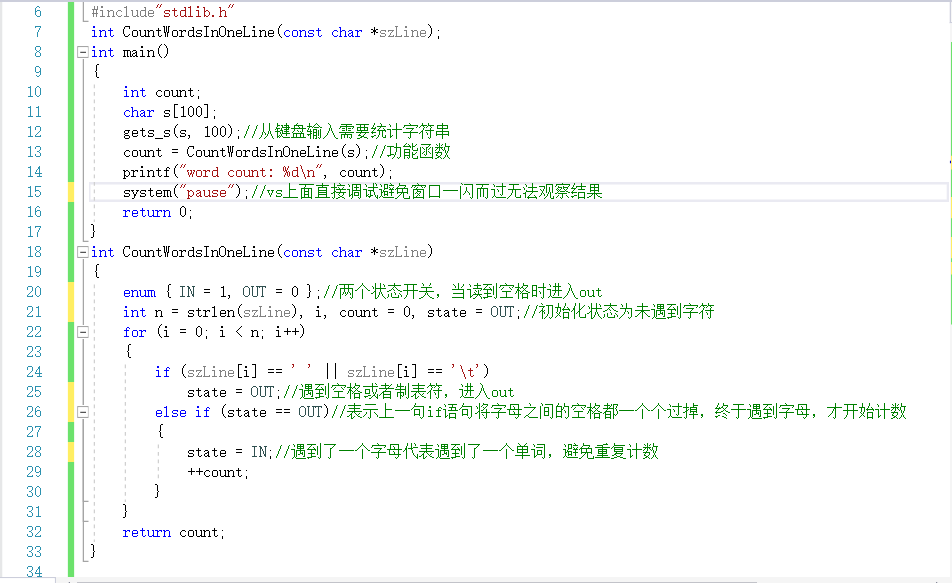 6 #include"stdlib.h"
7 int CountWordsInOneLine(const char *szLine);
8 int main()
9 {
10 int count;
11 char s[100];
12 gets_s(s, 100);//从键盘输入需要统计字符串
13 count = CountWordsInOneLine(s);//功能函数
14 printf("word count: %d\n", count);
15 system("pause");//vs上面直接调试避免窗口一闪而过无法观察结果
16 return 0;
17 }
18 int CountWordsInOneLine(const char *szLine)
19 {
20 enum { IN = 1, OUT = 0 };//两个状态开关，当读到空格时进入out
21 int n = strlen(szLine), i, count = 0, state = OUT;//初始化状态为未遇到字符
22 for (i = 0; i < n; i++)
23 {
24 if (szLine[i] == ' ' || szLine[i] == '\t')
25 state = OUT;//遇到空格或者制表符，进入out
26 else if (state == OUT)//表示上一句if语句将字母之间的空格都一个个过掉，终于遇到字母，才开始计数
27 {
28 state = IN;//遇到了一个字母代表遇到了一个单词，避免重复计数
29 ++count;
30 }
31 }
32 return count;
33 }
34